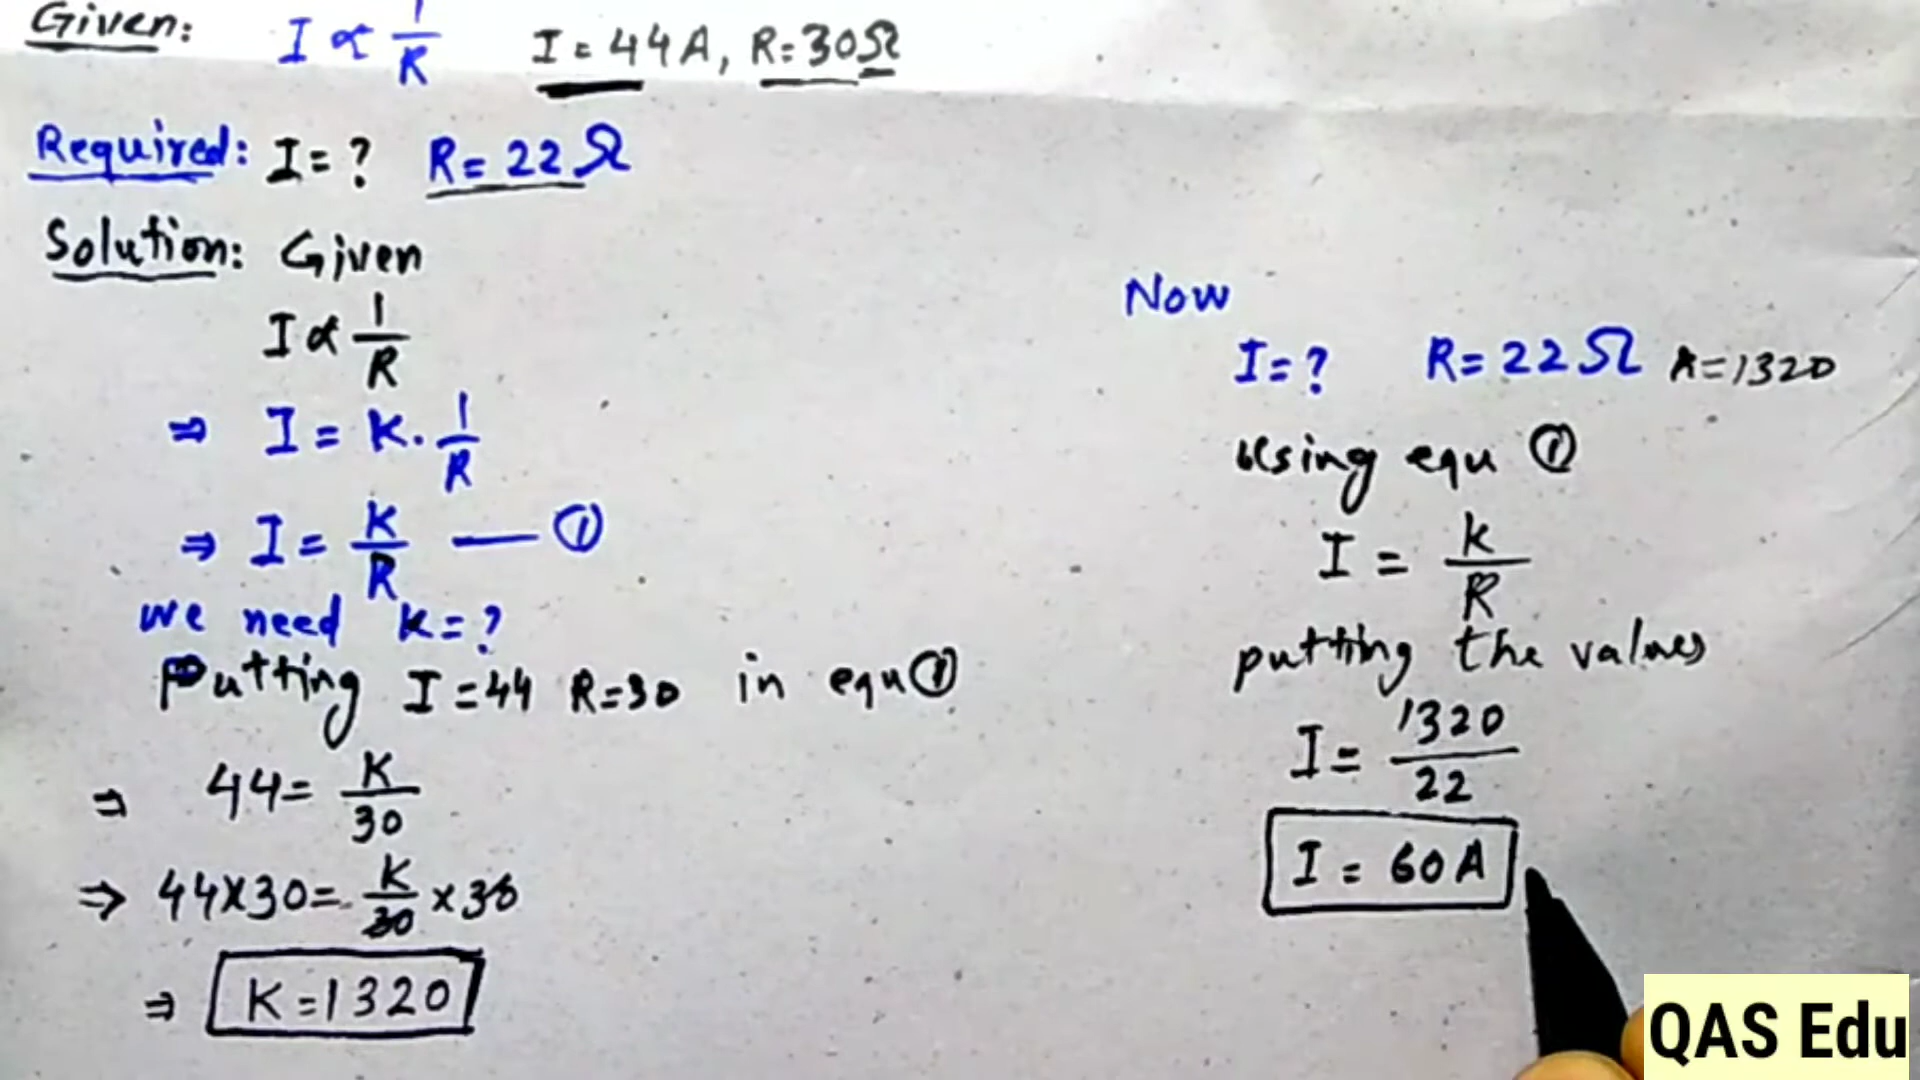 Given: I ∝ 1/R I = 44A, R = 30Ω
Required: I = ? R = 22Ω
Solution: Given
I ∝ 1/R
⇒ I = K · 1/R
⇒ I = K/R — ①
we need K = ?
Putting I = 44 R = 30 in equ ①
⇒ 44 = K/30
⇒ 44 × 30 = K/30 × 30
⇒ K = 1320
Now
I = ? R = 22Ω K = 1320
Using equ ①
I = K/R
putting the values
I = 1320/22
I = 60A
QAS Edu